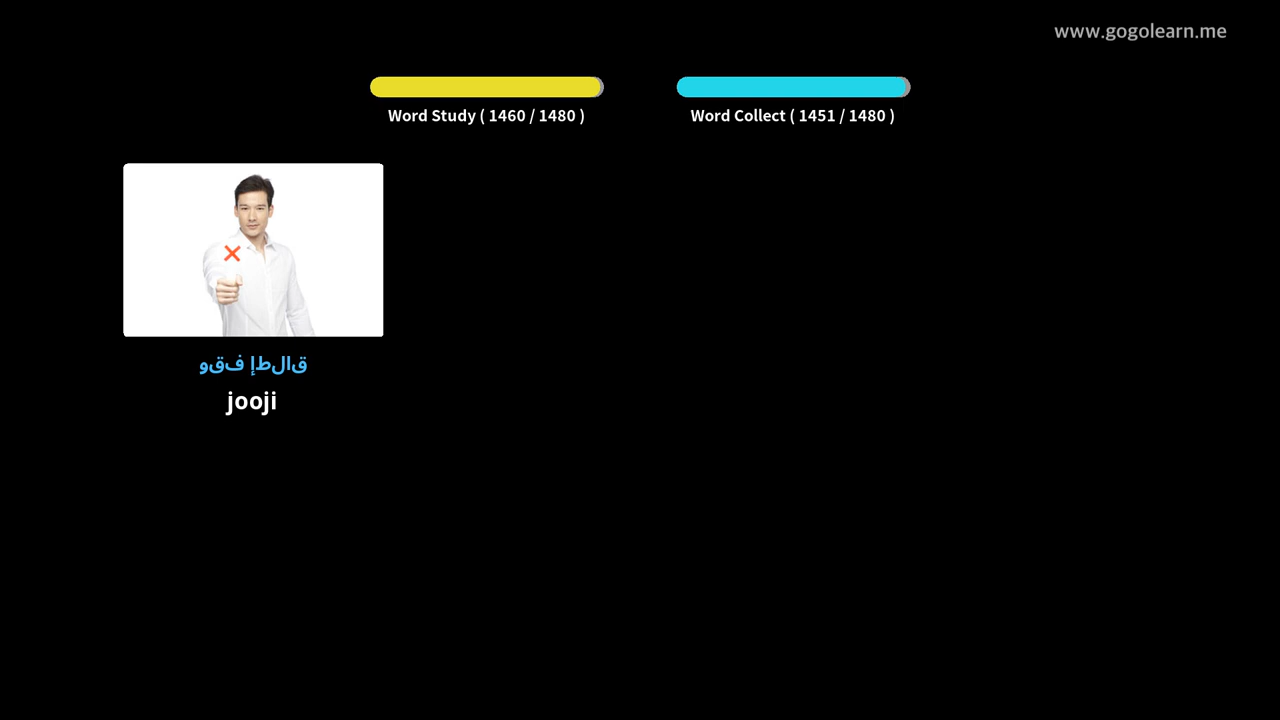 www.gogolearn.me
Word Study ( 1460 / 1480 )
Word Collect ( 1451 / 1480 )
قالطإ فقو
jooji